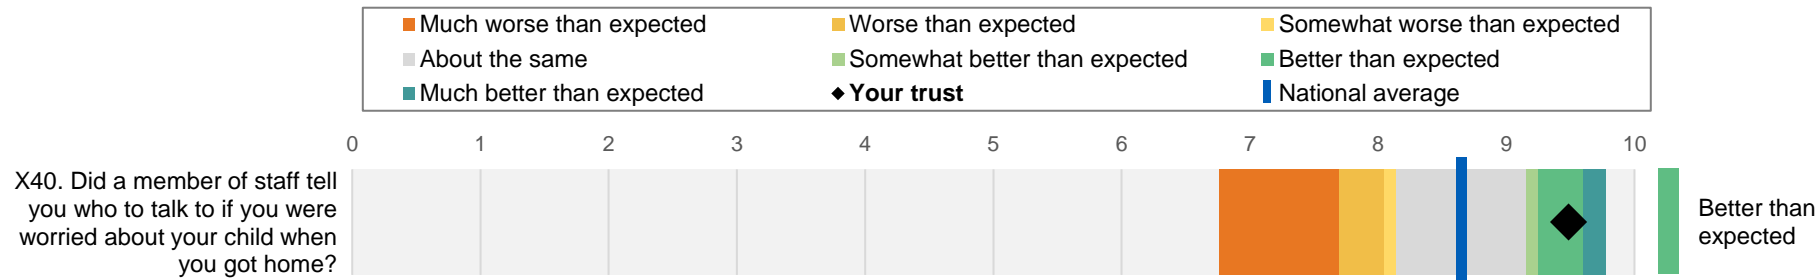 Much worse than expected Worse than expected Somewhat worse than expected
About the same Somewhat better than expected Better than expected
Much better than expected Your trust National average
0 1 2 3 4 5 6 7 8 9 10
X40. Did a member of staff tell
you who to talk to if you were
worried about your child when
you got home?
Better than
expected